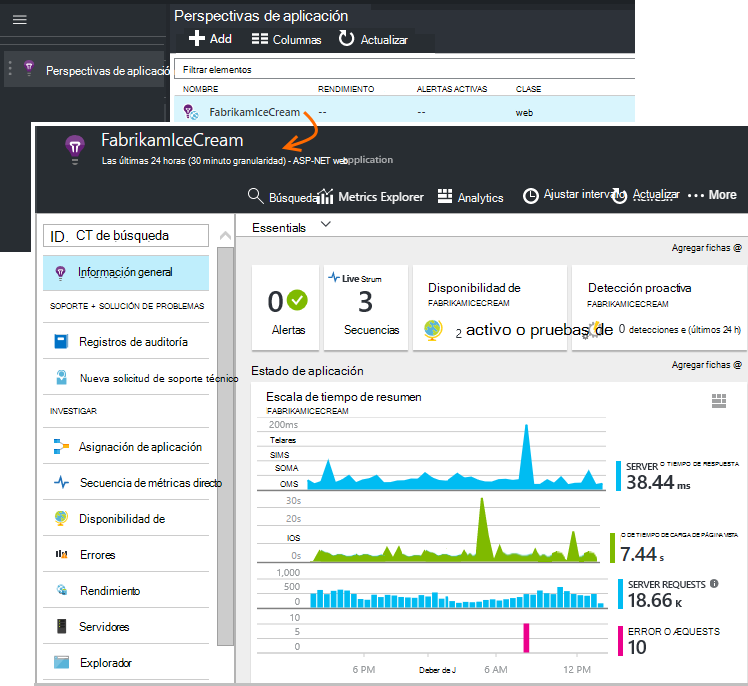 Perspectivas de aplicación
Add
Columnas
Actualizar
Perspectivas de aplicació
Filtrar elementos
NOMBRE
RENDIMIENTO
ALERTAS ACTIVAS
CLASE
FabrikamIceCream
--
--
web
FabrikamIceCream
Las últimas 24 horas (30 minuto granularidad) - ASP-NET web
application
Búsqueda
Metrics Explorer
Analytics
Ajustar intervalo
Actualizar
More
ID. CT de búsqueda
Essentials
Agregar fichas @
Información general
SOPORTE + SOLUCIÓN DE PROBLEMAS
Registros de auditoría
Nueva solicitud de soporte técnico
INVESTIGAR
Asignación de aplicación
Secuencia de métricas directo
Disponibilidad de
Errores
Rendimiento
Servidores
Explorador
0
Alertas
Live Strum
3
Secuencias
Disponibilidad de
FABRIKAMICECREAM
2 activo o pruebas de
Detección proactiva
FABRIKAMICECREAM
0 detecciones e (últimos 24 h)
Estado de aplicación
Agregar fichas @
Escala de tiempo de resumen
FABRIKAMICECREAM
200ms
Telares
SIMS
SOMA
OMS
SERVER O TIEMPO DE RESPUESTA
38.44 ms
30s
20s
IOS
0s
O DE TIEMPO DE CARGA DE PÁGINA VISTA
7.44 s
1,000
500
0
SERVER REQUESTS
18.66 K
10
5
0
ERROR O ÆQUESTS
10
6 PM
Deber de J
6 AM
12 PM